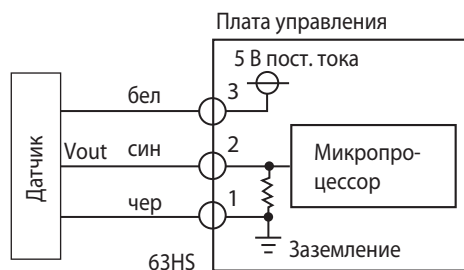 Плата управления
5 В пост. тока
бел
3
Датчик
Vout
син
2
Микропро-
цессор
чер
1
Заземление
63HS